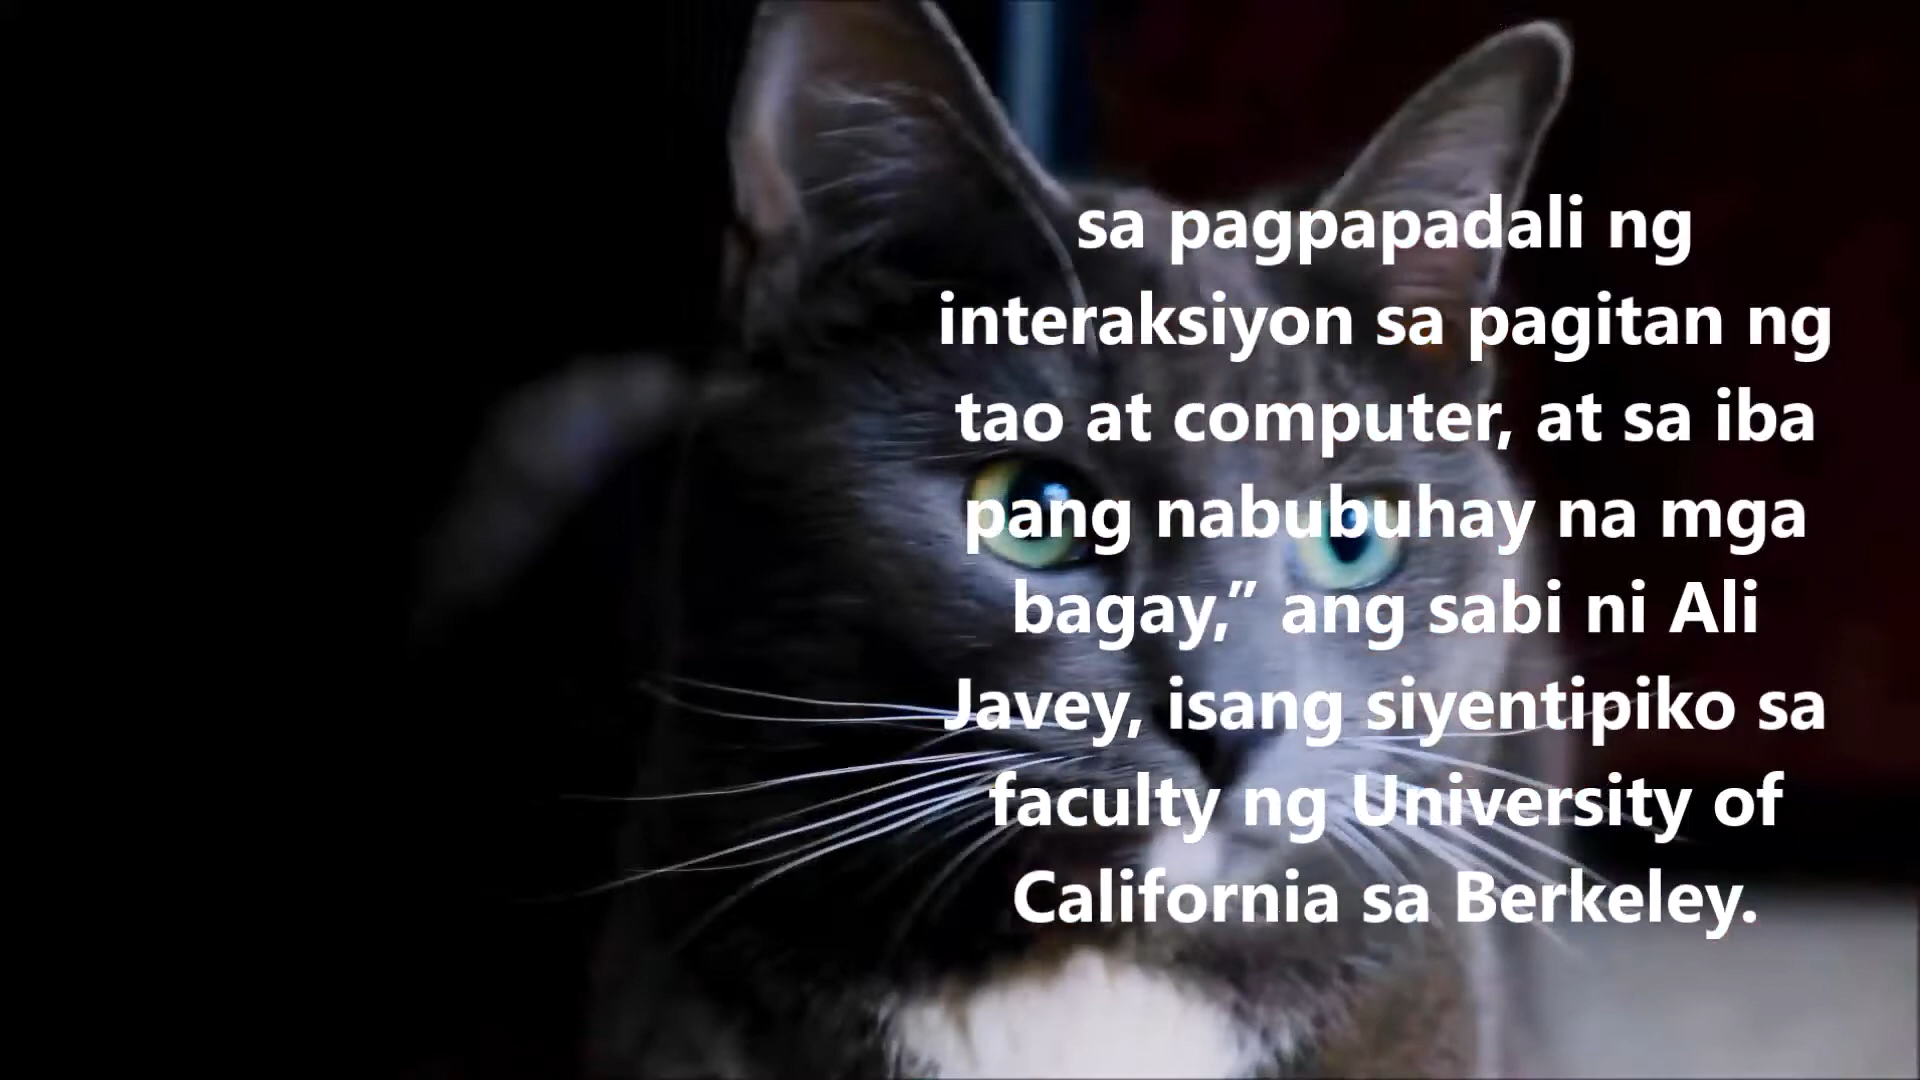 sa pagpapadali ng
interaksiyon sa pagitan ng
tao at computer, at sa iba
pang nabubuhay na mga
bagay,” ang sabi ni Ali
Javey, isang siyentipiko sa
faculty ng University of
California sa Berkeley.